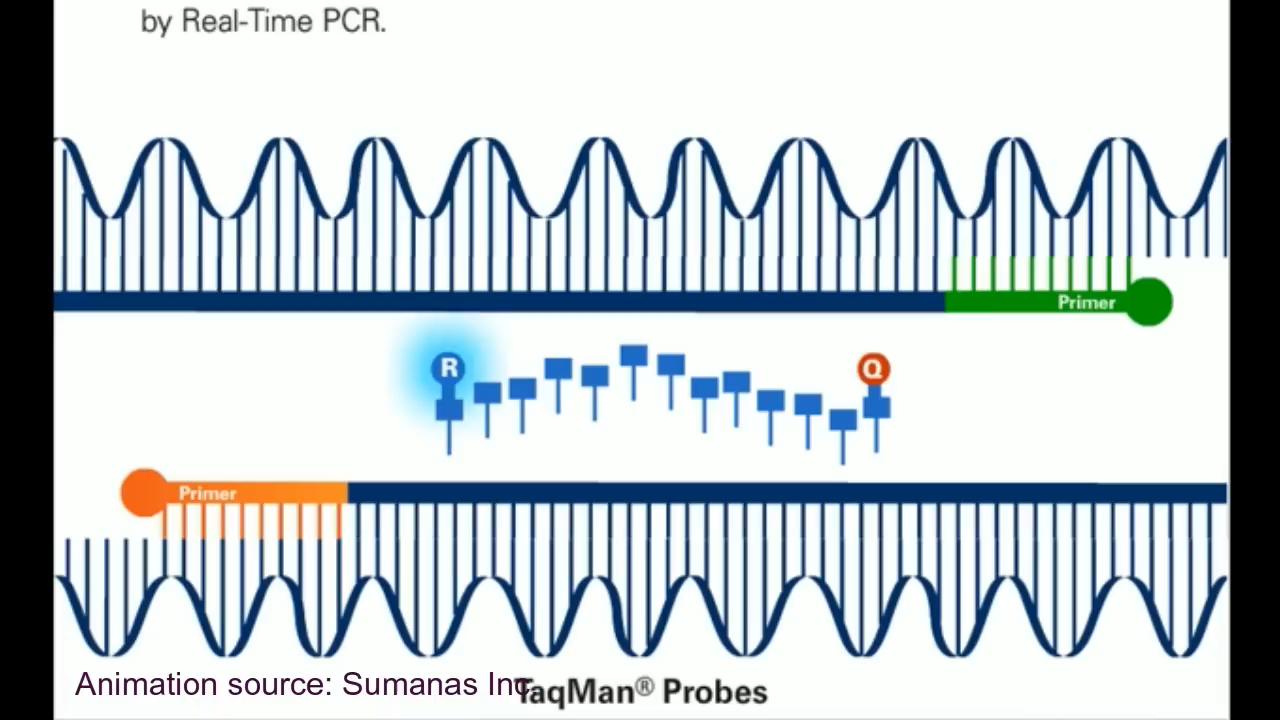 by Real-Time PCR.
Primer
R
Q
Primer
Animation source: Sumanas Inc.
TaqMan® Probes